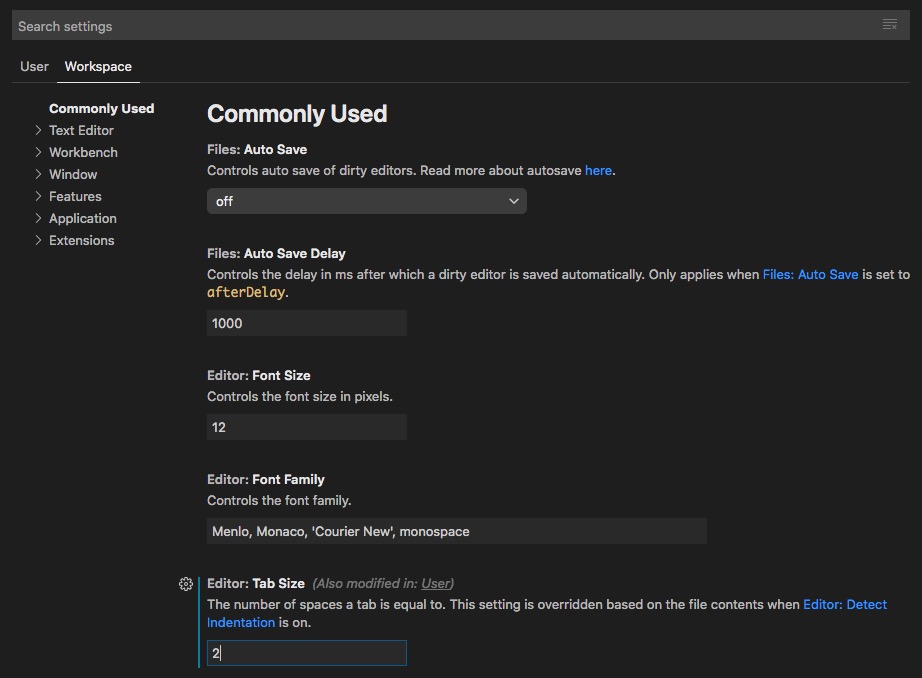 Search settings
User Workspace
Commonly Used
Text Editor
Workbench
Window
Features
Application
Extensions
Commonly Used
Files: Auto Save
Controls auto save of dirty editors. Read more about autosave here.
off
Files: Auto Save Delay
Controls the delay in ms after which a dirty editor is saved automatically. Only applies when Files: Auto Save is set to
afterDelay.
1000
Editor: Font Size
Controls the font size in pixels.
12
Editor: Font Family
Controls the font family.
Menlo, Monaco, 'Courier New', monospace
Editor: Tab Size (Also modified in: User)
The number of spaces a tab is equal to. This setting is overridden based on the file contents when Editor: Detect
Indentation is on.
2